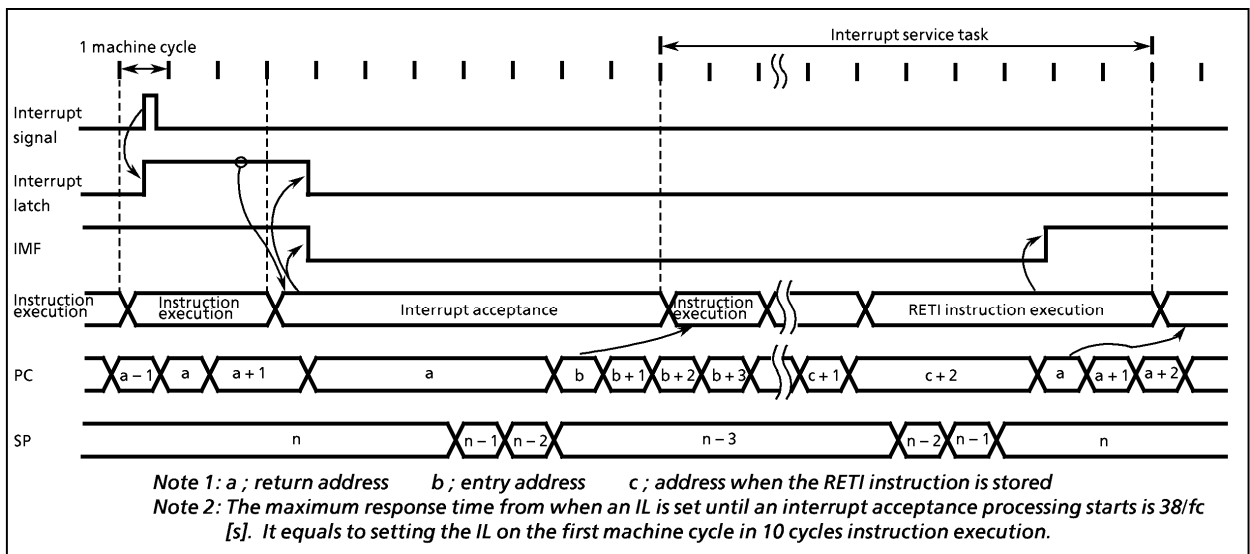 Interrupt service task
1 machine cycle
Interrupt
signal
Interrupt
latch
IMF
Instruction
execution
Instruction
execution
Interrupt acceptance
Instruction
execution
RETI instruction execution
PC
a – 1
a
a + 1
a
b
b + 1
b + 2
b + 3
c + 1
c + 2
a
a + 1
a + 2
SP
n
n – 1
n – 2
n – 3
n – 2
n – 1
n
Note 1: a ; return address b ; entry address c ; address when the RETI instruction is stored
Note 2: The maximum response time from when an IL is set until an interrupt acceptance processing starts is 38/fc
[s]. It equals to setting the IL on the first machine cycle in 10 cycles instruction execution.